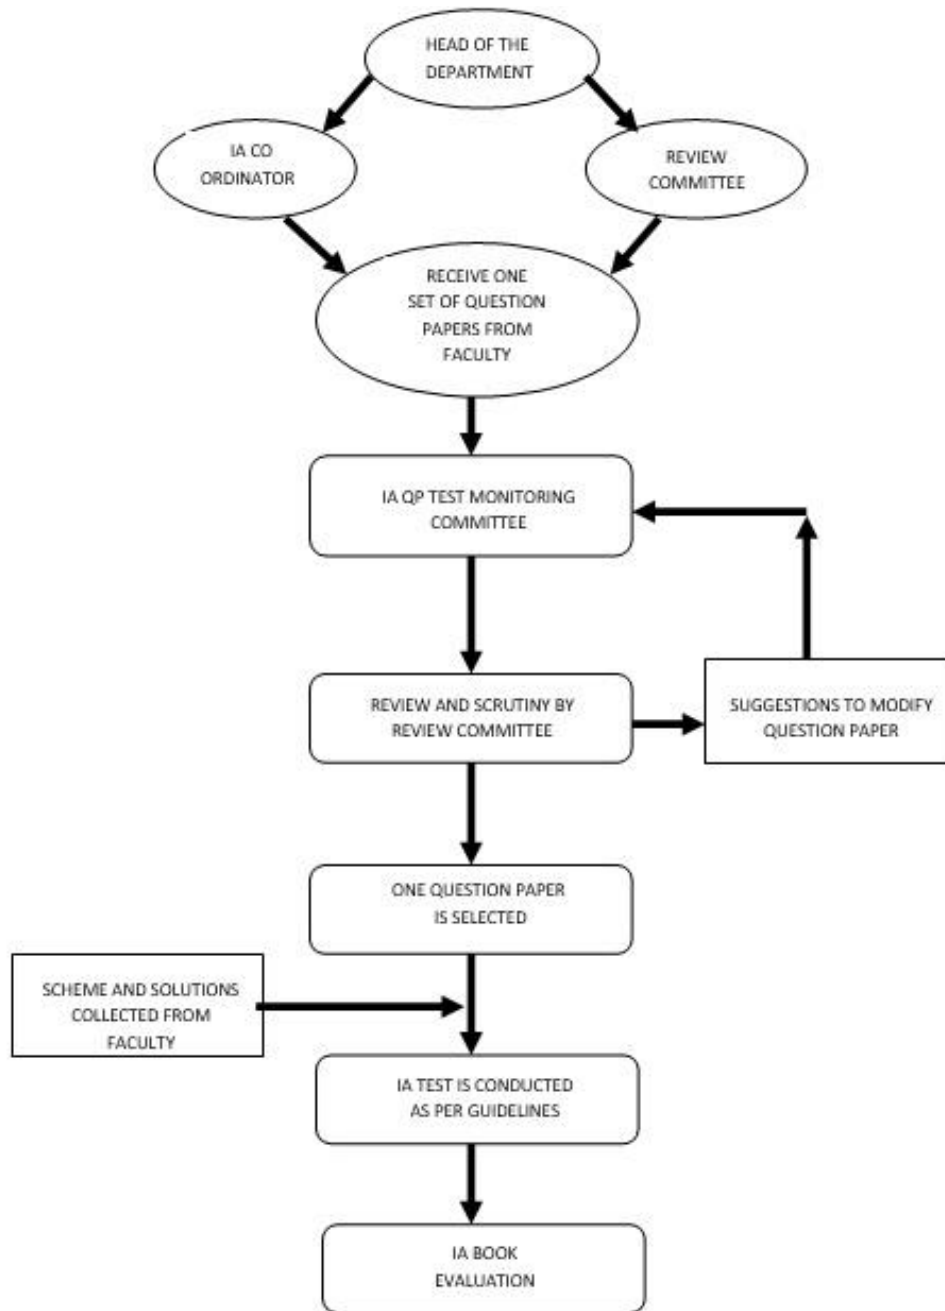 HEAD OF THE
DEPARTMENT
IA CO
ORDINATOR
REVIEW
COMMITTEE
RECEIVE ONE
SET OF QUESTION
PAPERS FROM
FACULTY
IA QP TEST MONITORING
COMMITTEE
REVIEW AND SCRUTINY BY
REVIEW COMMITTEE
SUGGESTIONS TO MODIFY
QUESTION PAPER
ONE QUESTION PAPER
IS SELECTED
SCHEME AND SOLUTIONS
COLLECTED FROM
FACULTY
IA TEST IS CONDUCTED
AS PER GUIDELINES
IA BOOK
EVALUATION